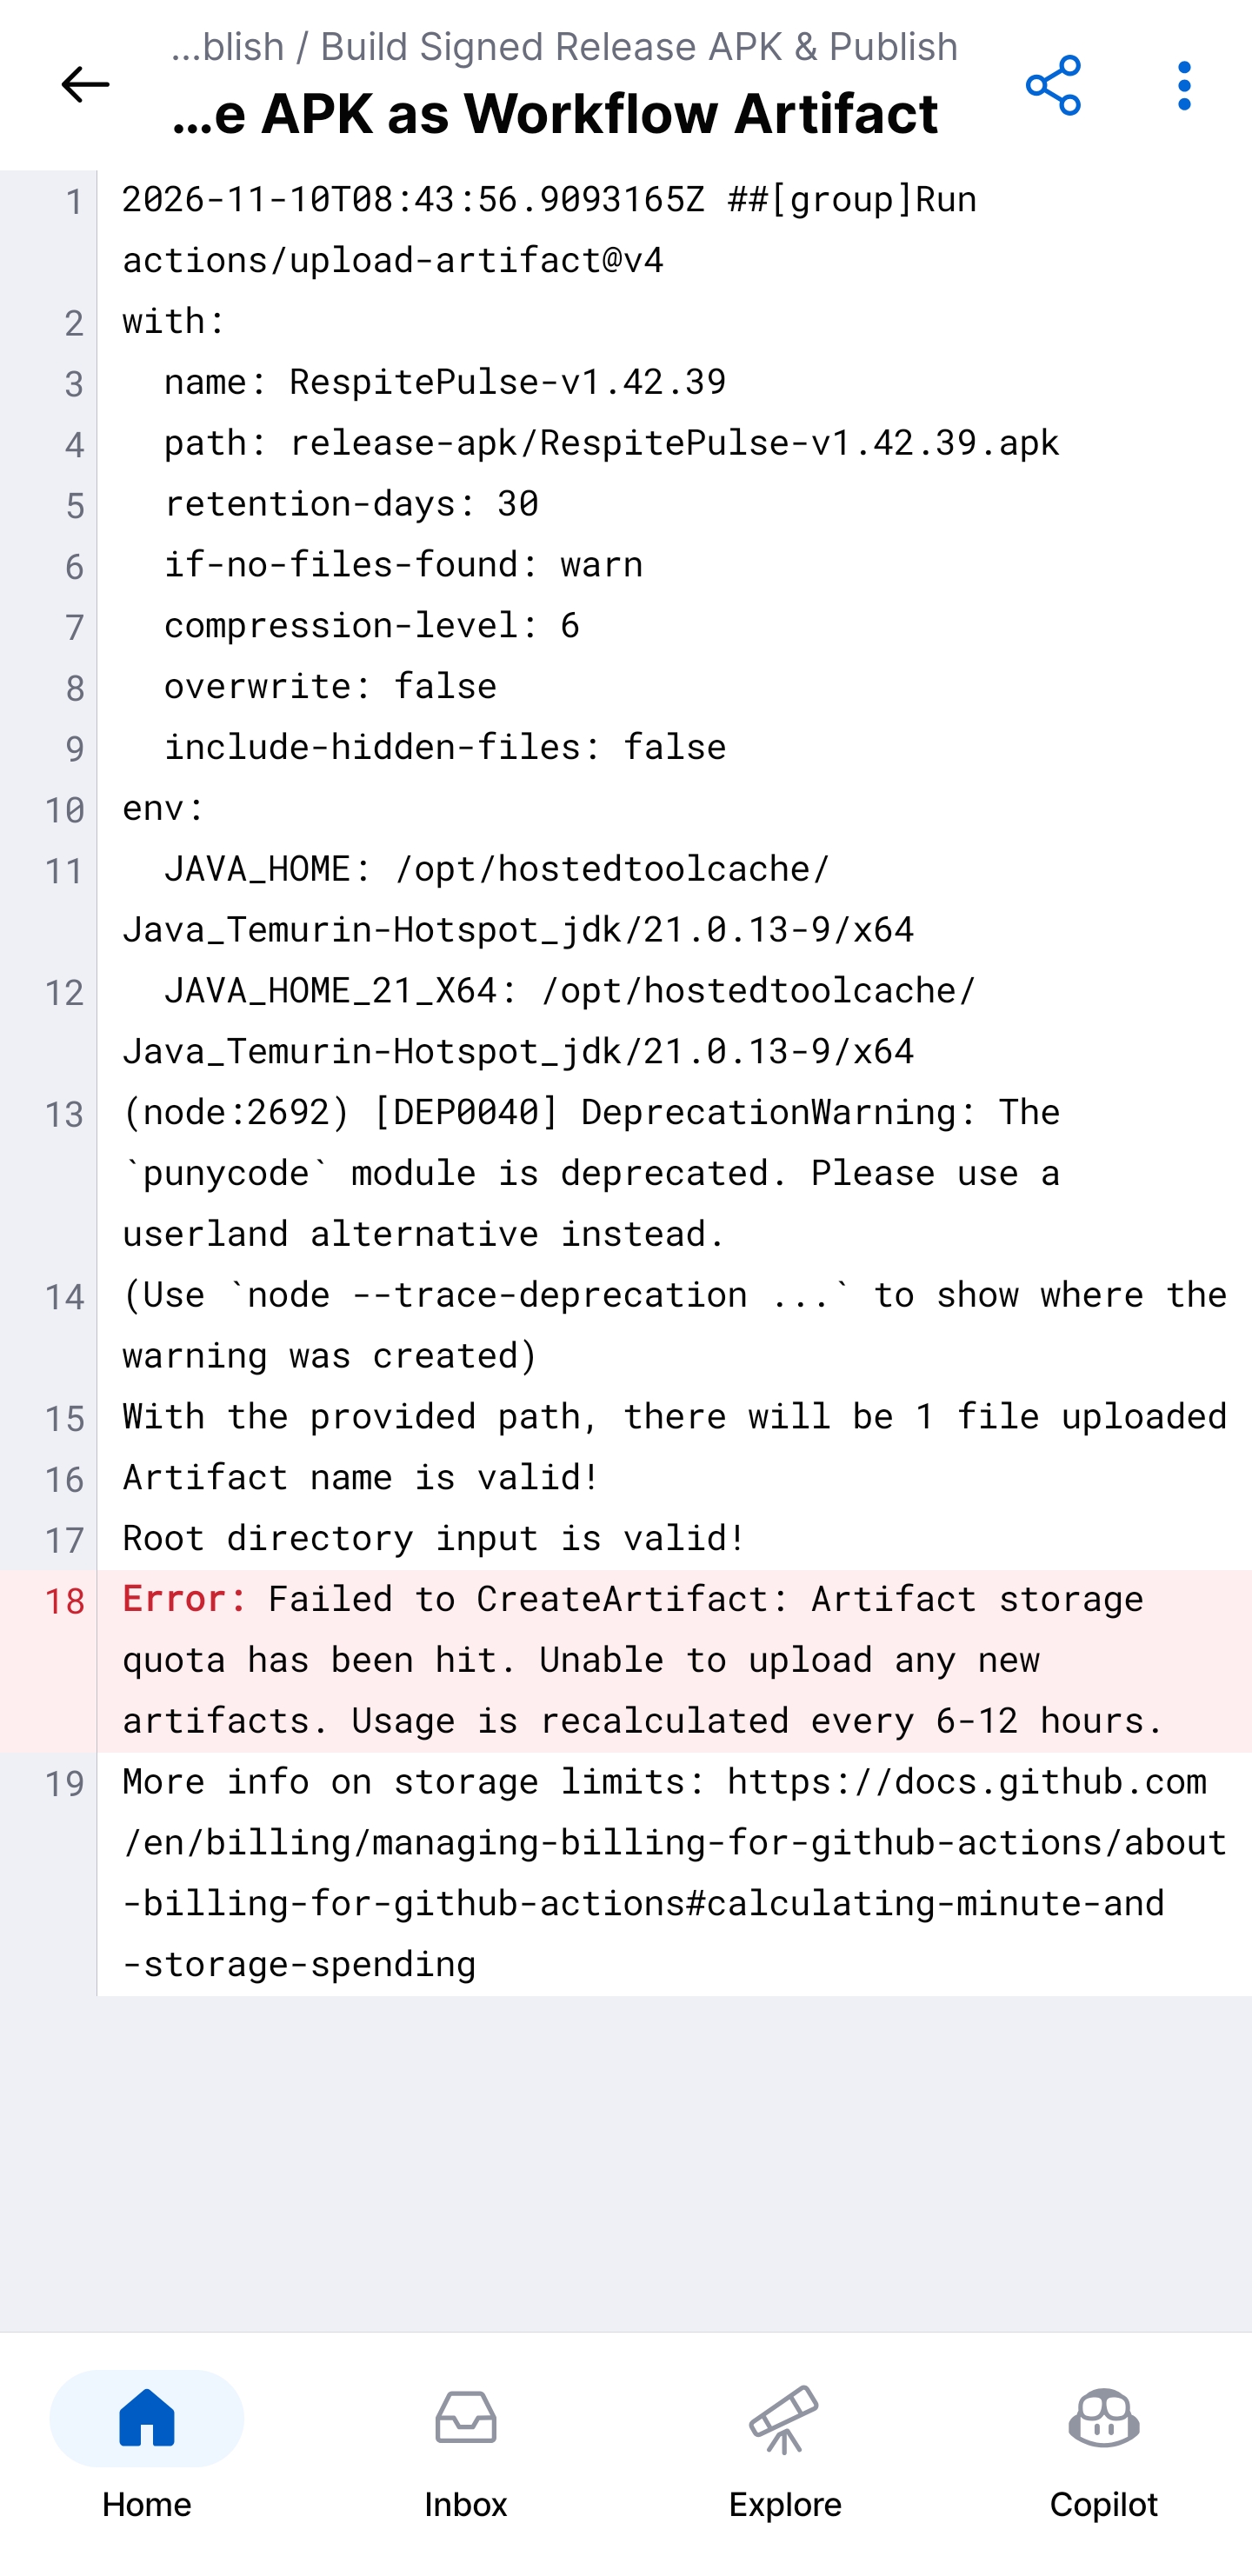 ...blish / Build Signed Release APK & Publish
...e APK as Workflow Artifact
1 2026-11-10T08:43:56.9093165Z ##[group]Run
actions/upload-artifact@v4
2 with:
3   name: RespitePulse-v1.42.39
4   path: release-apk/RespitePulse-v1.42.39.apk
5   retention-days: 30
6   if-no-files-found: warn
7   compression-level: 6
8   overwrite: false
9   include-hidden-files: false
10 env:
11   JAVA_HOME: /opt/hostedtoolcache/
Java_Temurin-Hotspot_jdk/21.0.13-9/x64
12   JAVA_HOME_21_X64: /opt/hostedtoolcache/
Java_Temurin-Hotspot_jdk/21.0.13-9/x64
13 (node:2692) [DEP0040] DeprecationWarning: The
`punycode` module is deprecated. Please use a
userland alternative instead.
14 (Use `node --trace-deprecation ...` to show where the
warning was created)
15 With the provided path, there will be 1 file uploaded
16 Artifact name is valid!
17 Root directory input is valid!
18 Error: Failed to CreateArtifact: Artifact storage
quota has been hit. Unable to upload any new
artifacts. Usage is recalculated every 6-12 hours.
19 More info on storage limits: https://docs.github.com
/en/billing/managing-billing-for-github-actions/about
-billing-for-github-actions#calculating-minute-and
-storage-spending
Home Inbox Explore Copilot